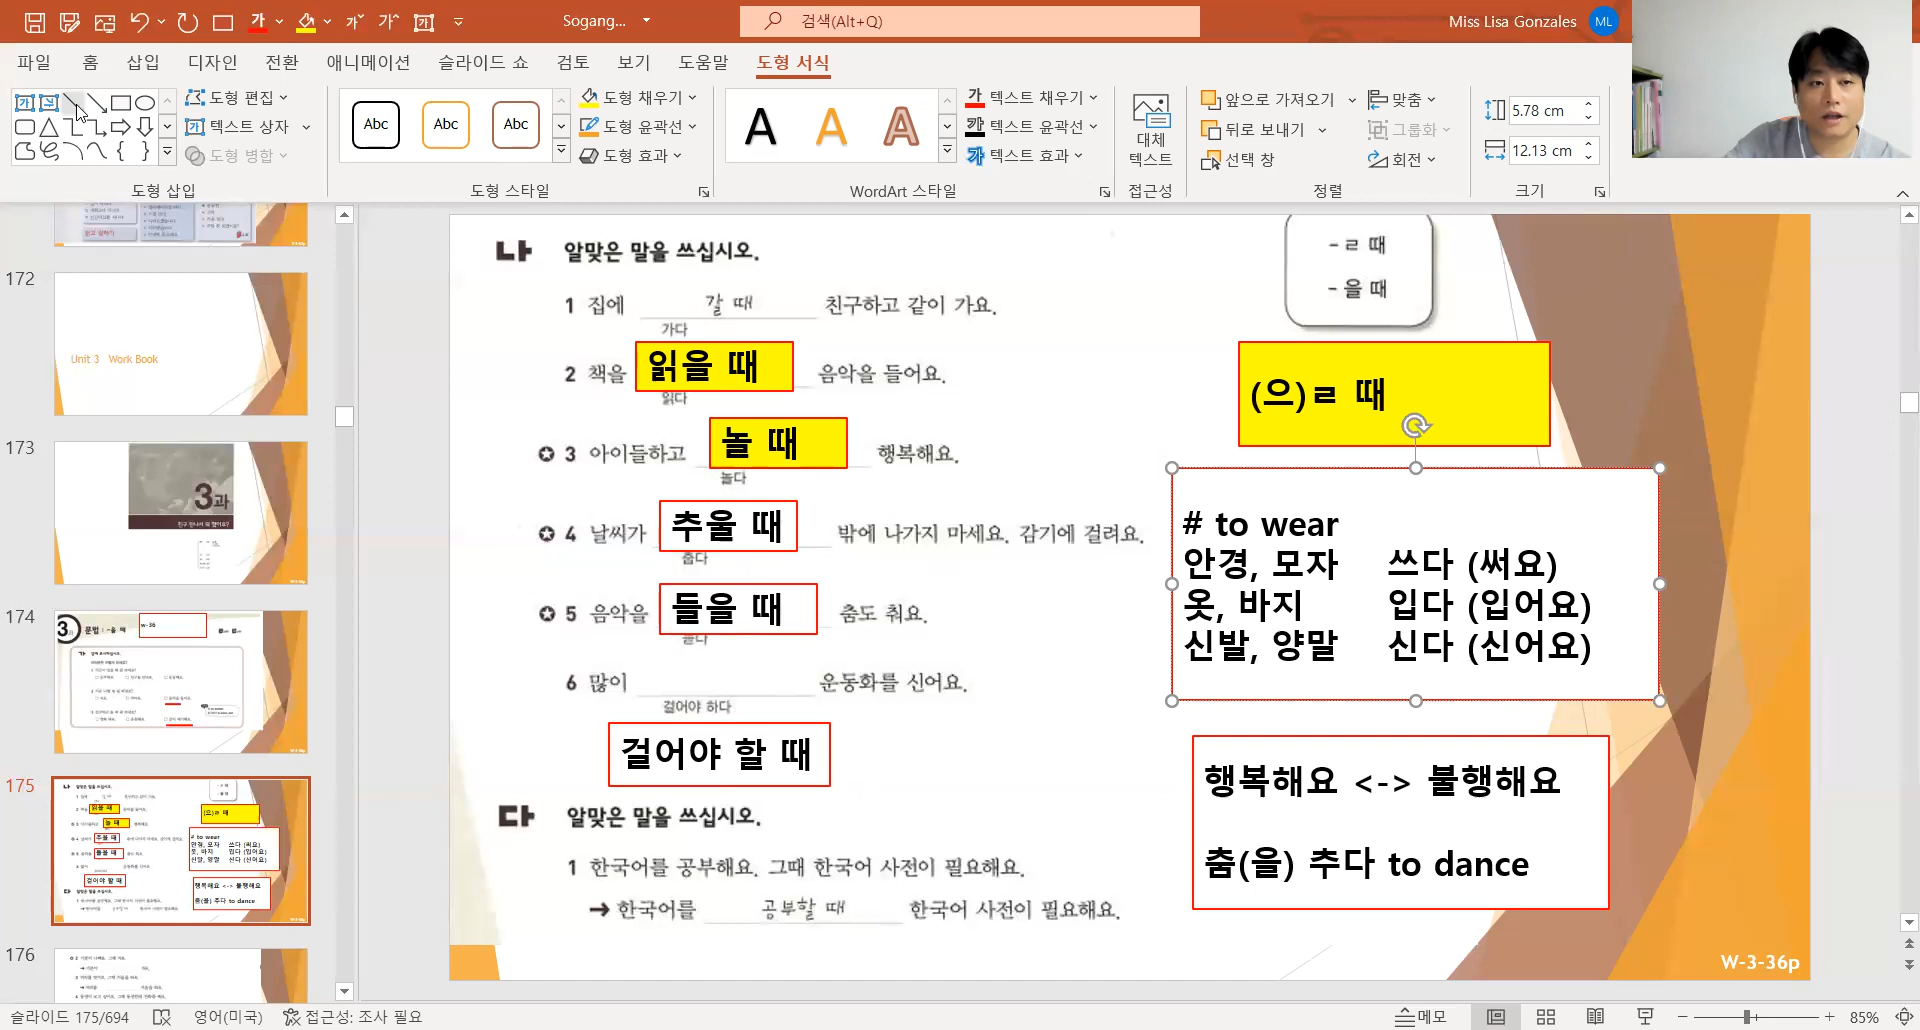 Sogang...
검색(Alt+Q)
Miss Lisa Gonzales
ML
파일 홈 삽입 디자인 전환 애니메이션 슬라이드 쇼 검토 보기 도움말 도형 서식
도형 편집
텍스트 상자
도형 병합
도형 삽입
Abc Abc Abc
도형 채우기
도형 윤곽선
도형 효과
도형 스타일
A A A
텍스트 채우기
텍스트 윤곽선
텍스트 효과
WordArt 스타일
대체
텍스트
접근성
앞으로 가져오기
뒤로 보내기
선택 창
맞춤
그룹화
회전
정렬
5.78 cm
12.13 cm
크기
172
Unit 3 Work Book
173
3과
174
3 문법 : -을 때
w-36
175
176
나 알맞은 말을 쓰십시오.
- ㄹ 때
- 을 때
1 집에 갈 때 친구하고 같이 가요.
가다
2 책을 읽을 때 음악을 들어요.
읽다
3 아이들하고 놀 때 행복해요.
놀다
4 날씨가 추울 때 밖에 나가지 마세요. 감기에 걸려요.
춥다
5 음악을 들을 때 춤도 춰요.
6 많이 운동화를 신어요.
걸어야 하다
걸어야 할 때
다 알맞은 말을 쓰십시오.
1 한국어를 공부해요. 그때 한국어 사전이 필요해요.
→ 한국어를 공부할 때 한국어 사전이 필요해요.
(으)ㄹ 때
# to wear
안경, 모자 쓰다 (써요)
옷, 바지 입다 (입어요)
신발, 양말 신다 (신어요)
행복해요 <-> 불행해요
춤(을) 추다 to dance
W-3-36p
슬라이드 175/694
영어(미국)
접근성: 조사 필요
메모
85%